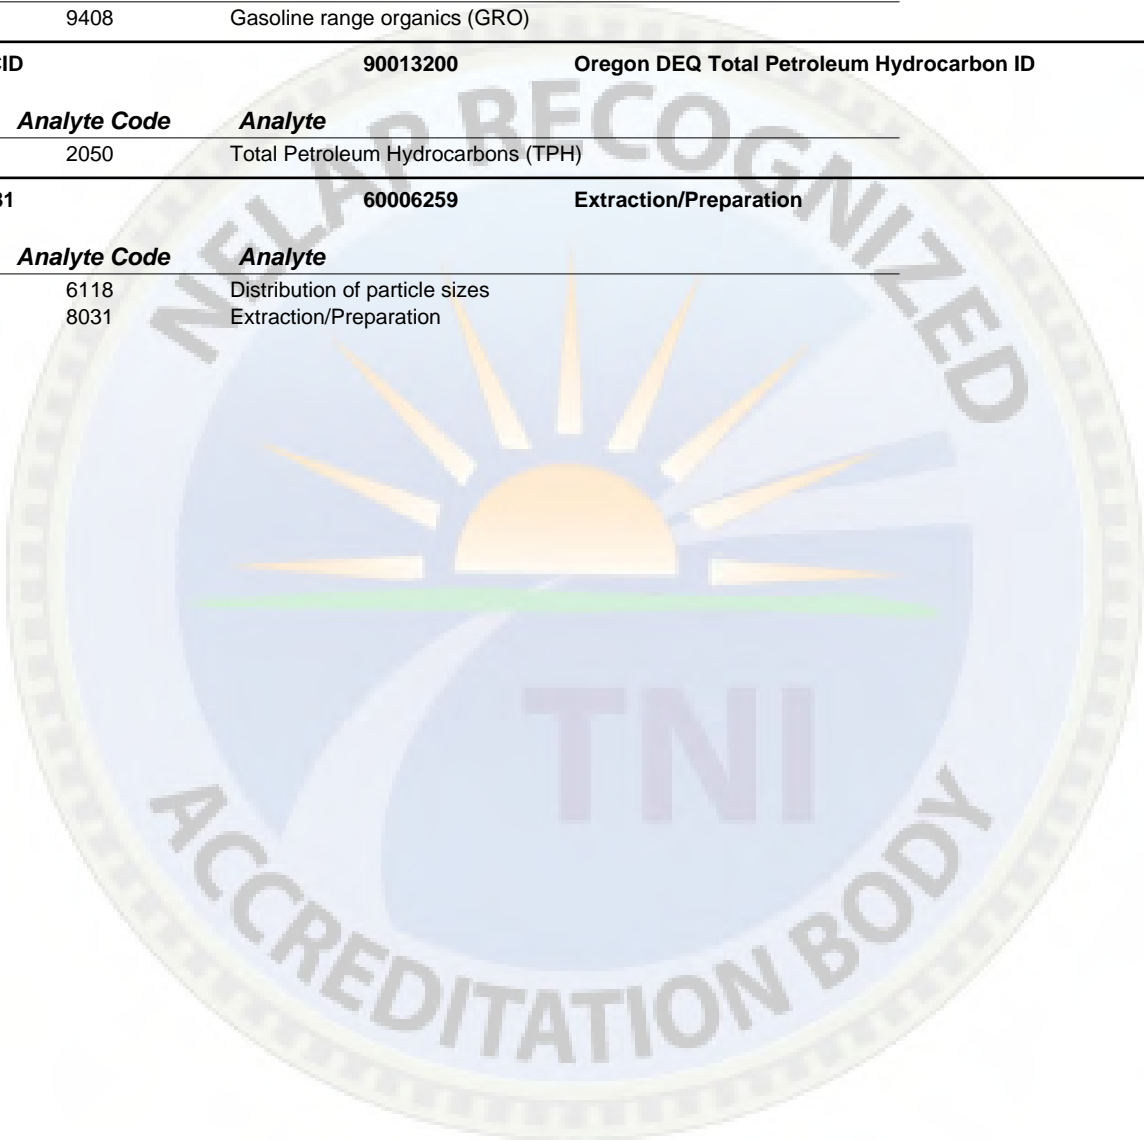 9408 Gasoline range organics (GRO)
CID 90013200 Oregon DEQ Total Petroleum Hydrocarbon ID
Analyte Code Analyte
2050 Total Petroleum Hydrocarbons (TPH)
60006259 Extraction/Preparation
Analyte Code Analyte
6118 Distribution of particle sizes
8031 Extraction/Preparation
NELAP RECOGNIZED
TNI
ACCREDITATION BODY